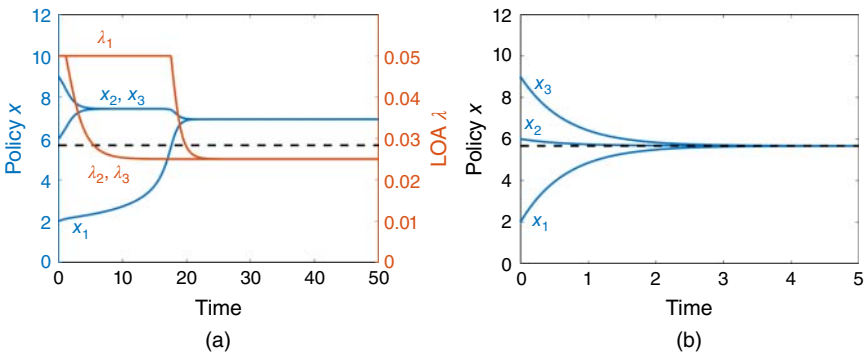 12
10
8
6
4
2
0
Policy x
λ₁
x₂, x₃
λ₂, λ₃
x₁
0.05
0.04
0.03
0.02
0.01
0
LOA λ
0 10 20 30 40 50
Time
(a)
12
10
8
6
4
2
0
Policy x
x₃
x₂
x₁
0 1 2 3 4 5
Time
(b)